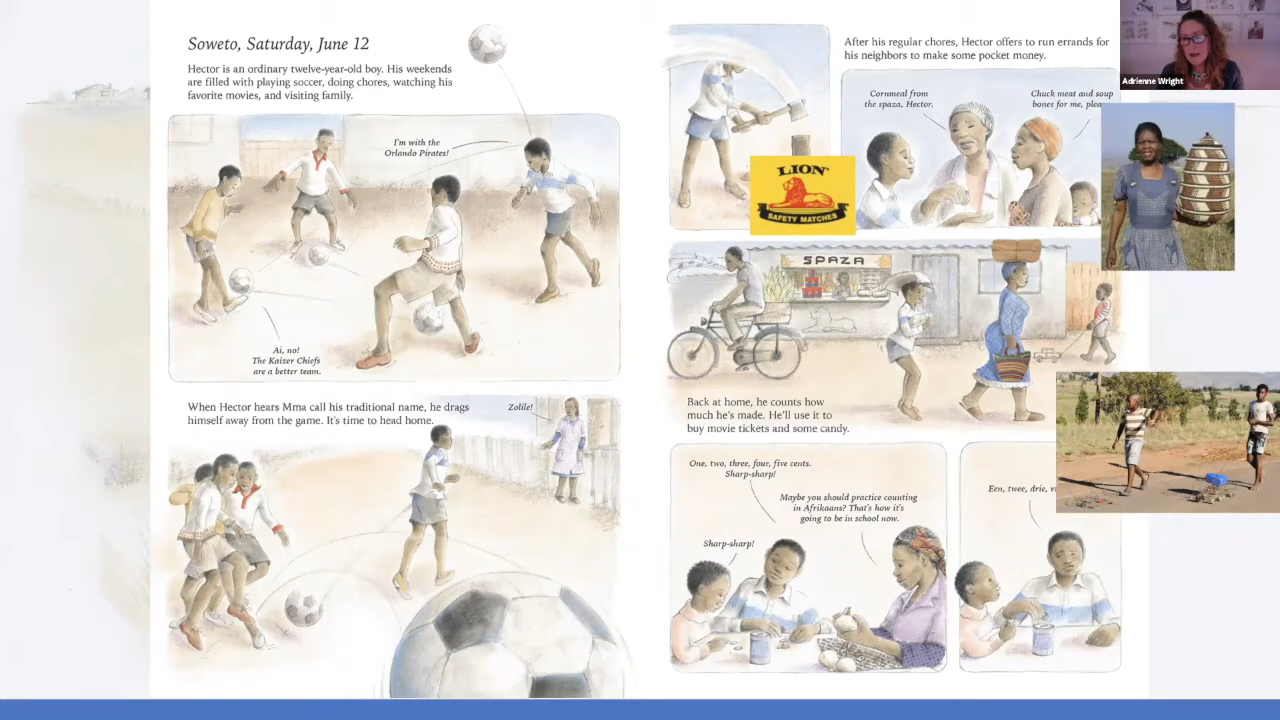 Soweto, Saturday, June 12
Hector is an ordinary twelve-year-old boy. His weekends
are filled with playing soccer, doing chores, watching his
favorite movies, and visiting family.
I'm with the
Orlando Pirates!
Ai, no!
The Kaizer Chiefs
are a better team.
When Hector hears Mma call his traditional name, he drags
himself away from the game. It's time to head home.
Zolile!
After his regular chores, Hector offers to run errands for
his neighbors to make some pocket money.
Cornmeal from
the spaza, Hector.
Chuck meat and soup
bones for me, plea
LION
SAFETY MATCHES
SPAZA
Back at home, he counts how
much he's made. He'll use it to
buy movie tickets and some candy.
One, two, three, four, five cents.
Sharp-sharp!
Maybe you should practice counting
in Afrikaans? That's how it's
going to be in school now.
Sharp-sharp!
Een, twee, drie, v
Adrienne Wright